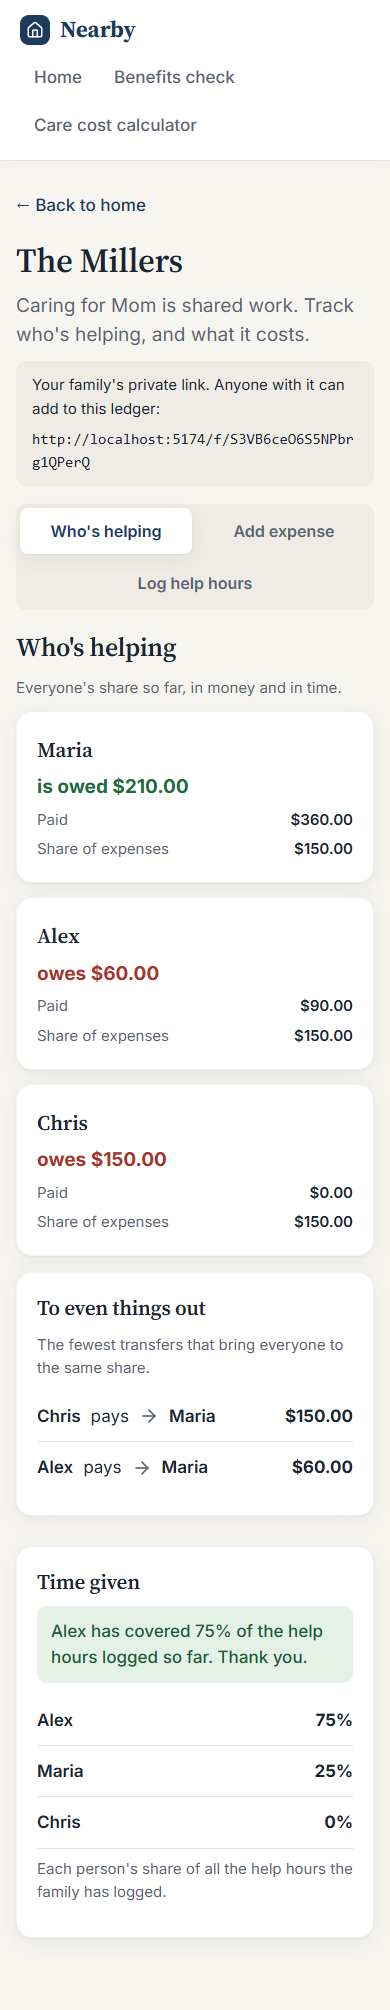 Nearby
Home Benefits check
Care cost calculator
← Back to home
The Millers
Caring for Mom is shared work. Track
who's helping, and what it costs.
Your family's private link. Anyone with it can
add to this ledger:
http://localhost:5174/f/S3VB6ceO6S5NPbr
g1QPerQ
Who's helping Add expense
Log help hours
Who's helping
Everyone's share so far, in money and in time.
Maria
is owed $210.00
Paid $360.00
Share of expenses $150.00
Alex
owes $60.00
Paid $90.00
Share of expenses $150.00
Chris
owes $150.00
Paid $0.00
Share of expenses $150.00
To even things out
The fewest transfers that bring everyone to
the same share.
Chris pays → Maria $150.00
Alex pays → Maria $60.00
Time given
Alex has covered 75% of the help
hours logged so far. Thank you.
Alex 75%
Maria 25%
Chris 0%
Each person's share of all the help hours the
family has logged.